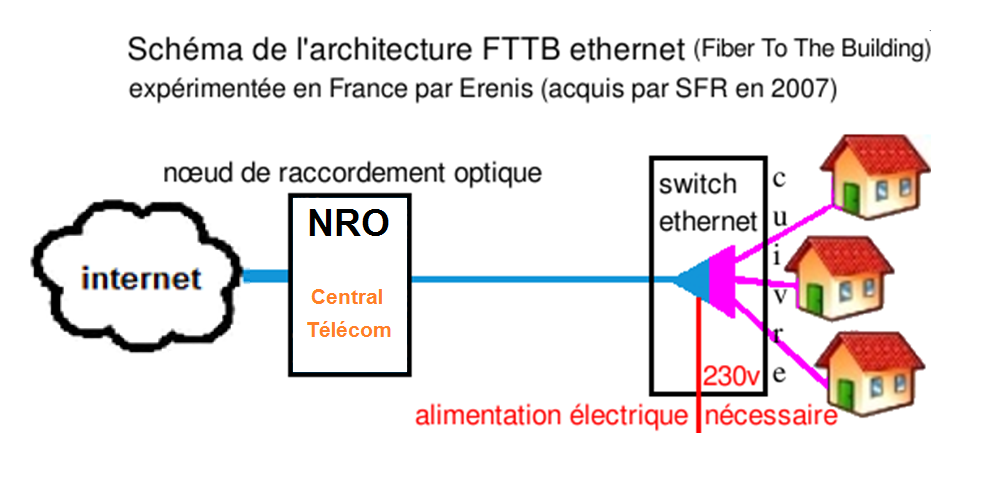 Schéma de l'architecture FTTB ethernet (Fiber To The Building)
expérimentée en France par Erenis (acquis par SFR en 2007)
nœud de raccordement optique
NRO
Central
Télécom
internet
switch
ethernet
cuivre
230v
alimentation électrique nécessaire